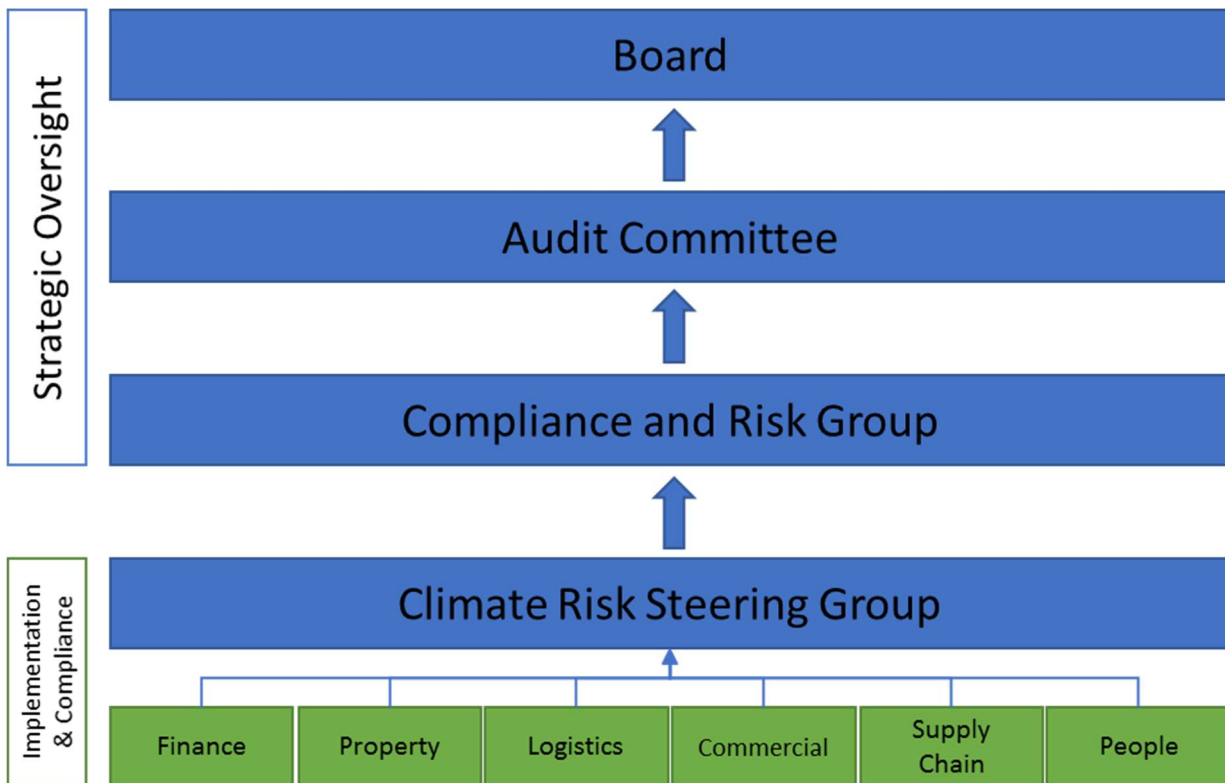 Strategic Oversight
Board
Audit Committee
Compliance and Risk Group
Implementation
& Compliance
Climate Risk Steering Group
Finance
Property
Logistics
Commercial
Supply
Chain
People